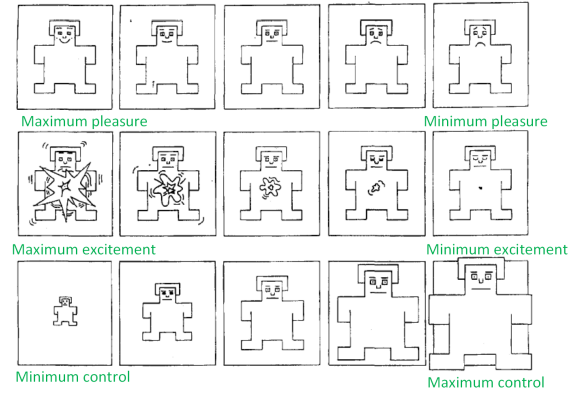 Maximum pleasure
Minimum pleasure
Maximum excitement
Minimum excitement
Minimum control
Maximum control